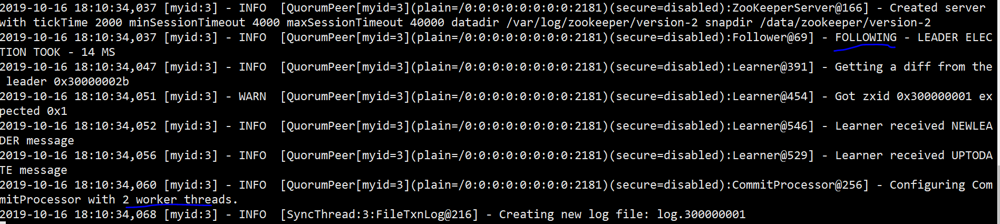 2019-10-16 18:10:34,037 [myid:3] - INFO  [QuorumPeer[myid=3](plain=/0:0:0:0:0:0:0:0:2181)(secure=disabled):ZooKeeperServer@166] - Created server
with tickTime 2000 minSessionTimeout 4000 maxSessionTimeout 40000 datadir /var/log/zookeeper/version-2 snapdir /data/zookeeper/version-2
2019-10-16 18:10:34,037 [myid:3] - INFO  [QuorumPeer[myid=3](plain=/0:0:0:0:0:0:0:0:2181)(secure=disabled):Follower@69] - FOLLOWING - LEADER ELEC
TION TOOK - 14 MS
2019-10-16 18:10:34,047 [myid:3] - INFO  [QuorumPeer[myid=3](plain=/0:0:0:0:0:0:0:0:2181)(secure=disabled):Learner@391] - Getting a diff from the
 leader 0x30000002b
2019-10-16 18:10:34,051 [myid:3] - WARN  [QuorumPeer[myid=3](plain=/0:0:0:0:0:0:0:0:2181)(secure=disabled):Learner@454] - Got zxid 0x300000001 ex
pected 0x1
2019-10-16 18:10:34,052 [myid:3] - INFO  [QuorumPeer[myid=3](plain=/0:0:0:0:0:0:0:0:2181)(secure=disabled):Learner@546] - Learner received NEWLEA
DER message
2019-10-16 18:10:34,056 [myid:3] - INFO  [QuorumPeer[myid=3](plain=/0:0:0:0:0:0:0:0:2181)(secure=disabled):Learner@529] - Learner received UPTODA
TE message
2019-10-16 18:10:34,060 [myid:3] - INFO  [QuorumPeer[myid=3](plain=/0:0:0:0:0:0:0:0:2181)(secure=disabled):CommitProcessor@256] - Configuring Com
mitProcessor with 2 worker threads.
2019-10-16 18:10:34,068 [myid:3] - INFO  [SyncThread:3:FileTxnLog@216] - Creating new log file: log.300000001